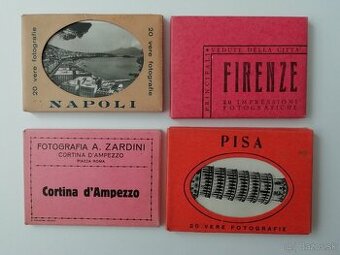 20 vere fotografie
20 vere fotografie
NAPOLI
VEDUTE DELLA CITTA'
PRINCIPALI
FIRENZE
20 IMPRESSIONI
FOTOGRAFICHE
FOTOGRAFIA A. ZARDINI
CORTINA D'AMPEZZO
PIAZZA ROMA
Cortina d'Ampezzo
PISA
20 VERE FOTOGRAFIE